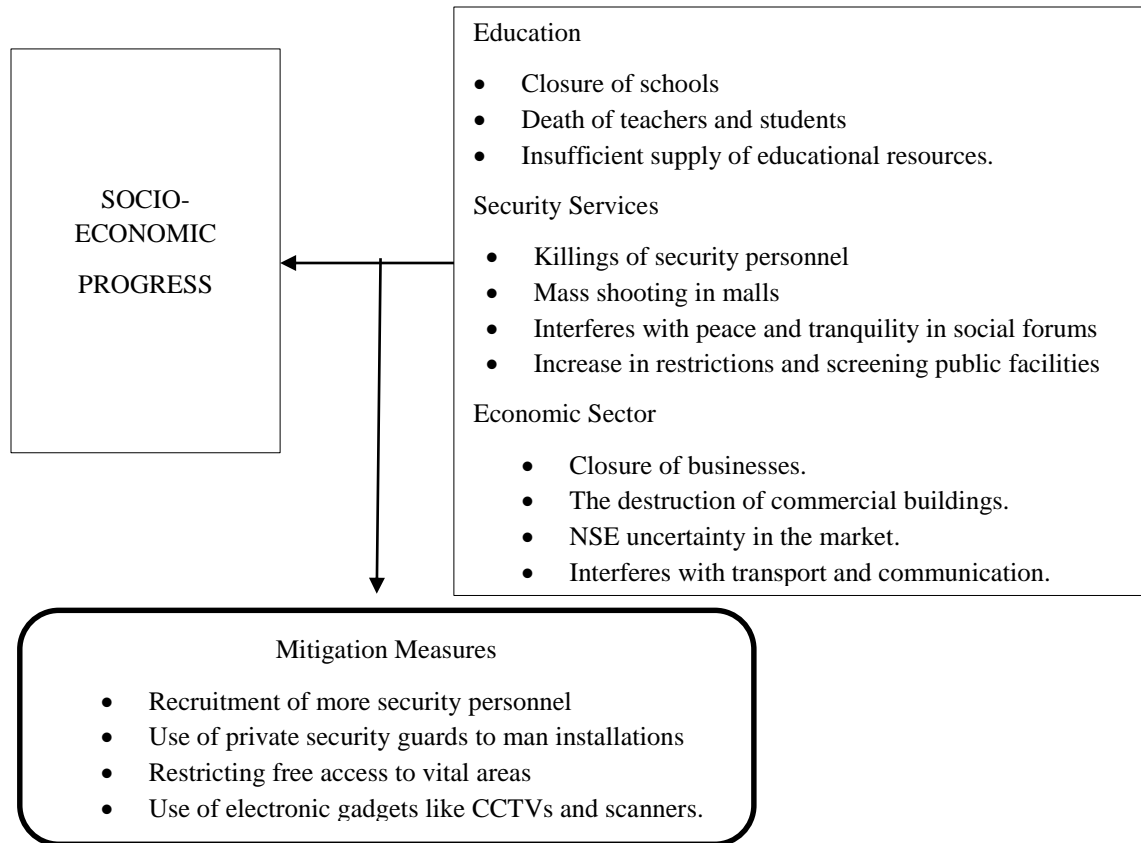 SOCIO-
ECONOMIC
PROGRESS
Education
• Closure of schools
• Death of teachers and students
• Insufficient supply of educational resources.
Security Services
• Killings of security personnel
• Mass shooting in malls
• Interferes with peace and tranquility in social forums
• Increase in restrictions and screening public facilities
Economic Sector
• Closure of businesses.
• The destruction of commercial buildings.
• NSE uncertainty in the market.
• Interferes with transport and communication.
Mitigation Measures
• Recruitment of more security personnel
• Use of private security guards to man installations
• Restricting free access to vital areas
• Use of electronic gadgets like CCTVs and scanners.